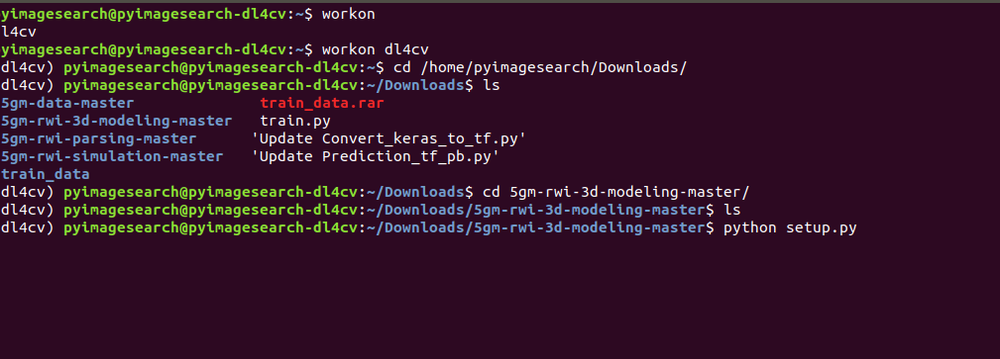 yimagesearch@pyimagesearch-dl4cv:~$ workon
l4cv
yimagesearch@pyimagesearch-dl4cv:~$ workon dl4cv
dl4cv) pyimagesearch@pyimagesearch-dl4cv:~$ cd /home/pyimagesearch/Downloads/
dl4cv) pyimagesearch@pyimagesearch-dl4cv:~/Downloads$ ls
5gm-data-master train_data.rar
5gm-rwi-3d-modeling-master train.py
5gm-rwi-parsing-master 'Update Convert_keras_to_tf.py'
5gm-rwi-simulation-master 'Update Prediction_tf_pb.py'
train_data
dl4cv) pyimagesearch@pyimagesearch-dl4cv:~/Downloads$ cd 5gm-rwi-3d-modeling-master/
dl4cv) pyimagesearch@pyimagesearch-dl4cv:~/Downloads/5gm-rwi-3d-modeling-master$ ls
dl4cv) pyimagesearch@pyimagesearch-dl4cv:~/Downloads/5gm-rwi-3d-modeling-master$ python setup.py